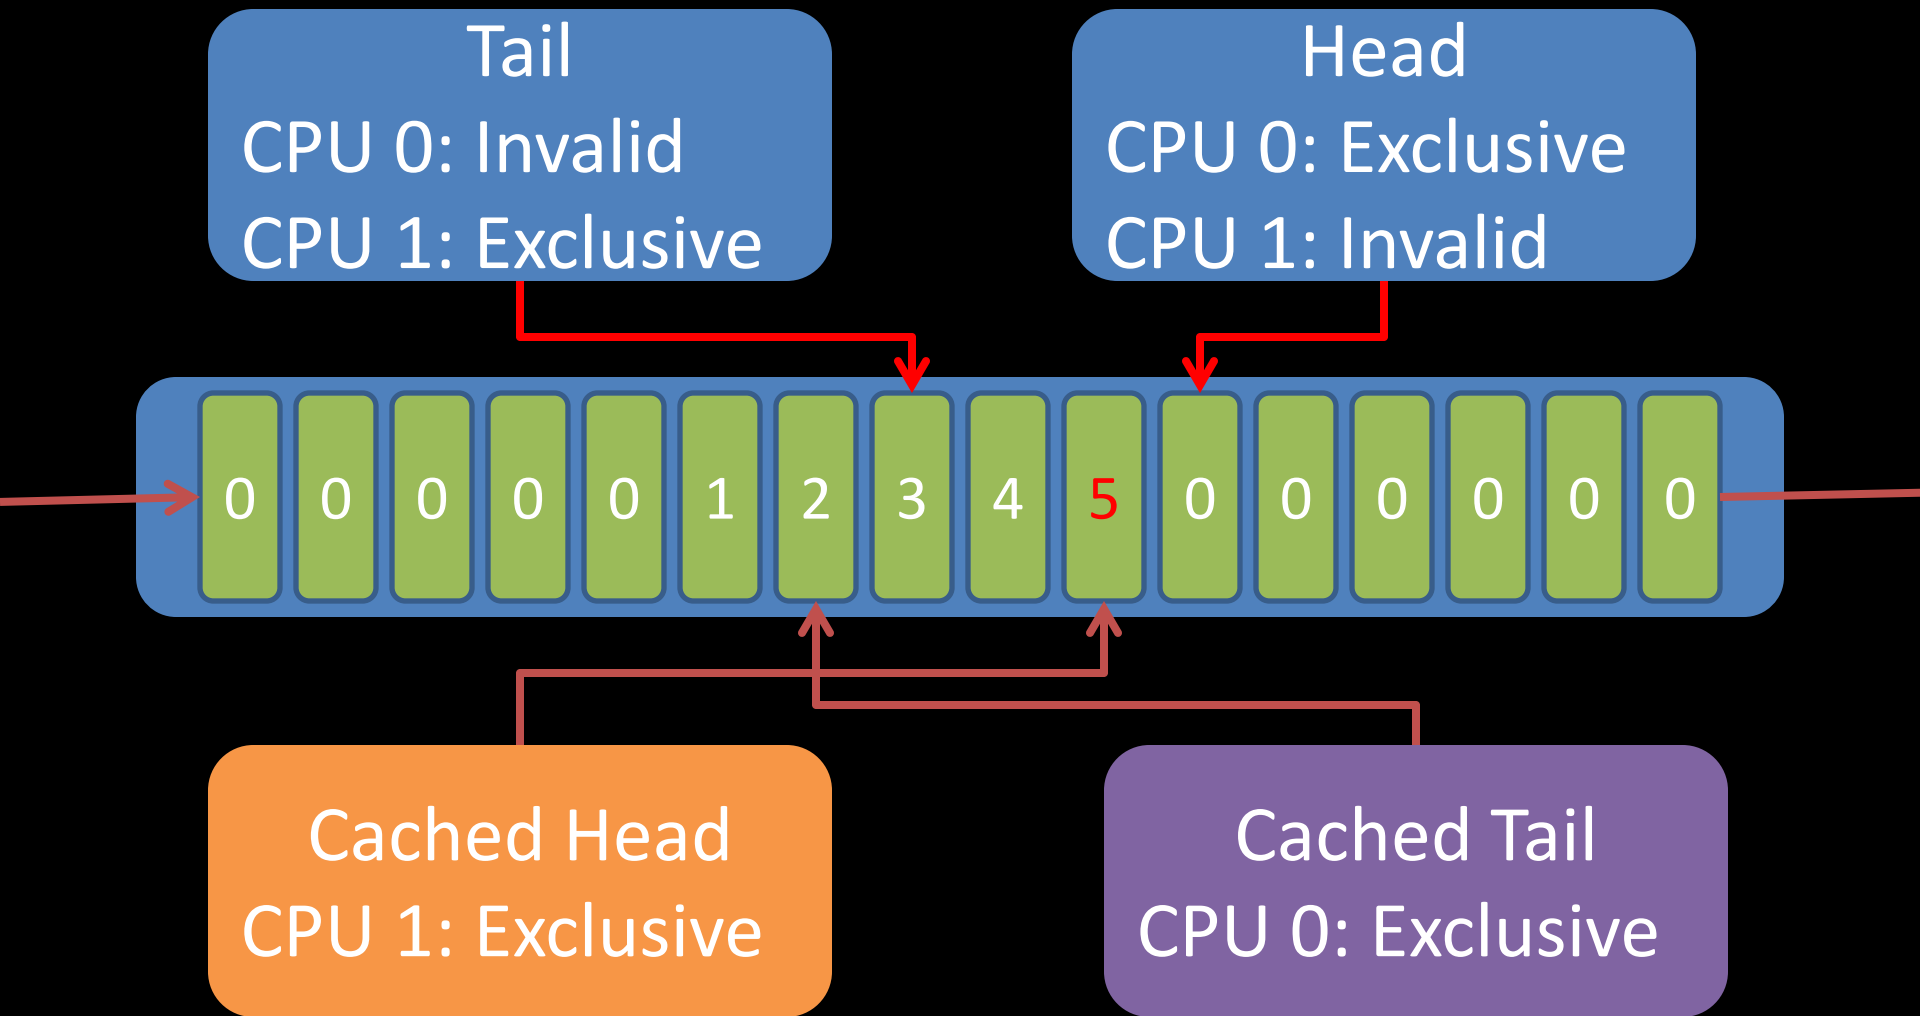 Tail
CPU 0: Invalid
CPU 1: Exclusive
Head
CPU 0: Exclusive
CPU 1: Invalid
0 0 0 0 0 1 2 3 4 5 0 0 0 0 0 0
Cached Head
CPU 1: Exclusive
Cached Tail
CPU 0: Exclusive